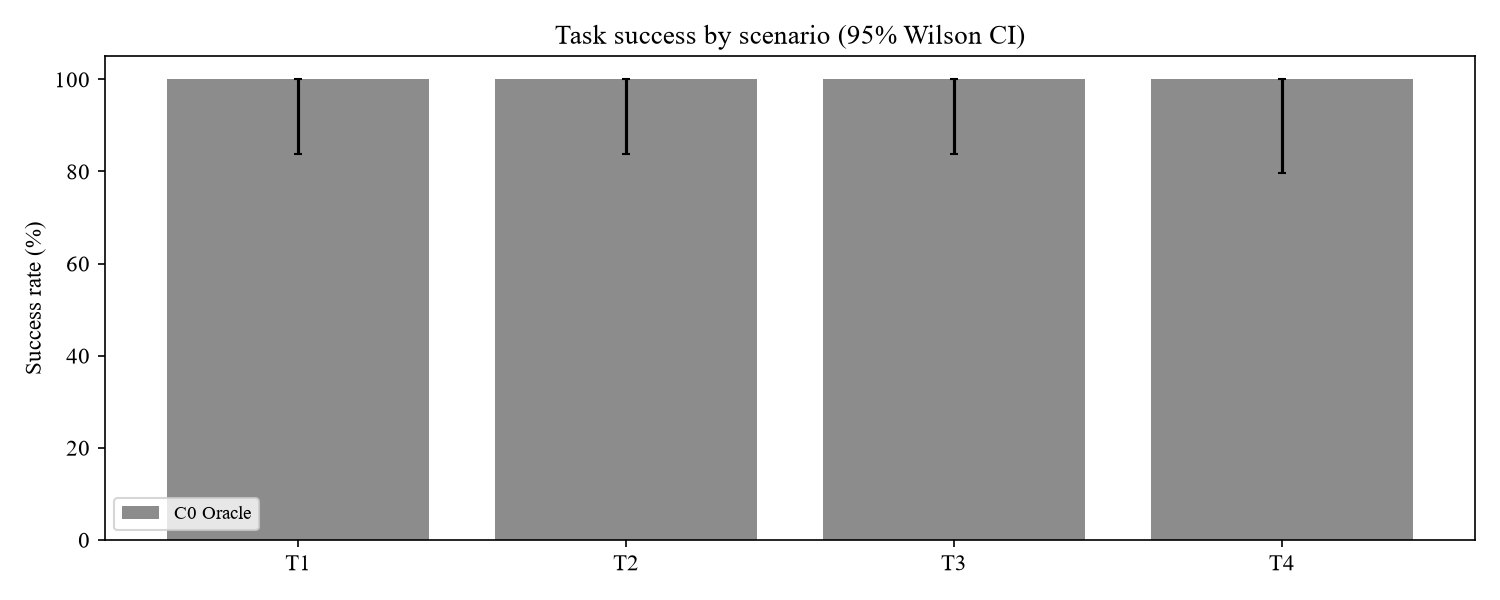 Task success by scenario (95% Wilson CI)
Success rate (%)
100
80
60
40
20
0
C0 Oracle
T1
T2
T3
T4